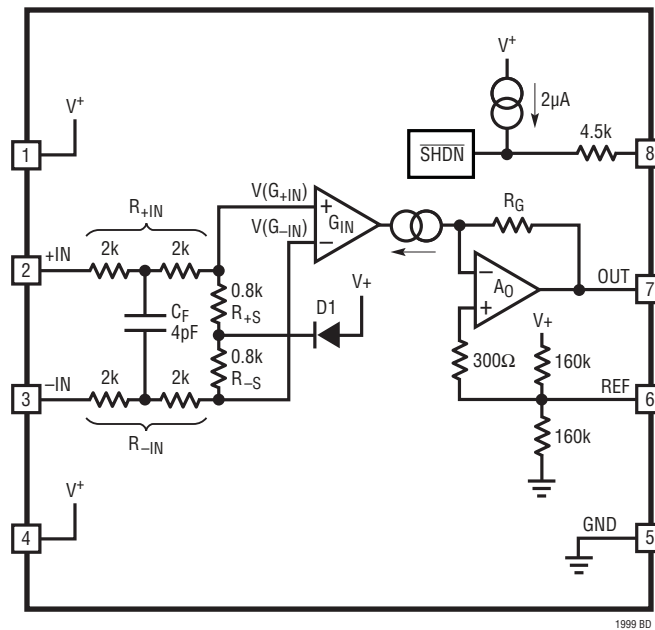 V+
2µA
4.5k
SHDN
8
V+
1
R+IN
V(G+IN)
+
GIN
V(G–IN)
–
RG
2k
2k
+IN
2
0.8k
R+S
CF
4pF
D1
V+
–
AO
+
OUT
7
V+
0.8k
R–S
300Ω
160k
2k
2k
–IN
3
REF
6
R–IN
160k
V+
4
GND
5
1999 BD